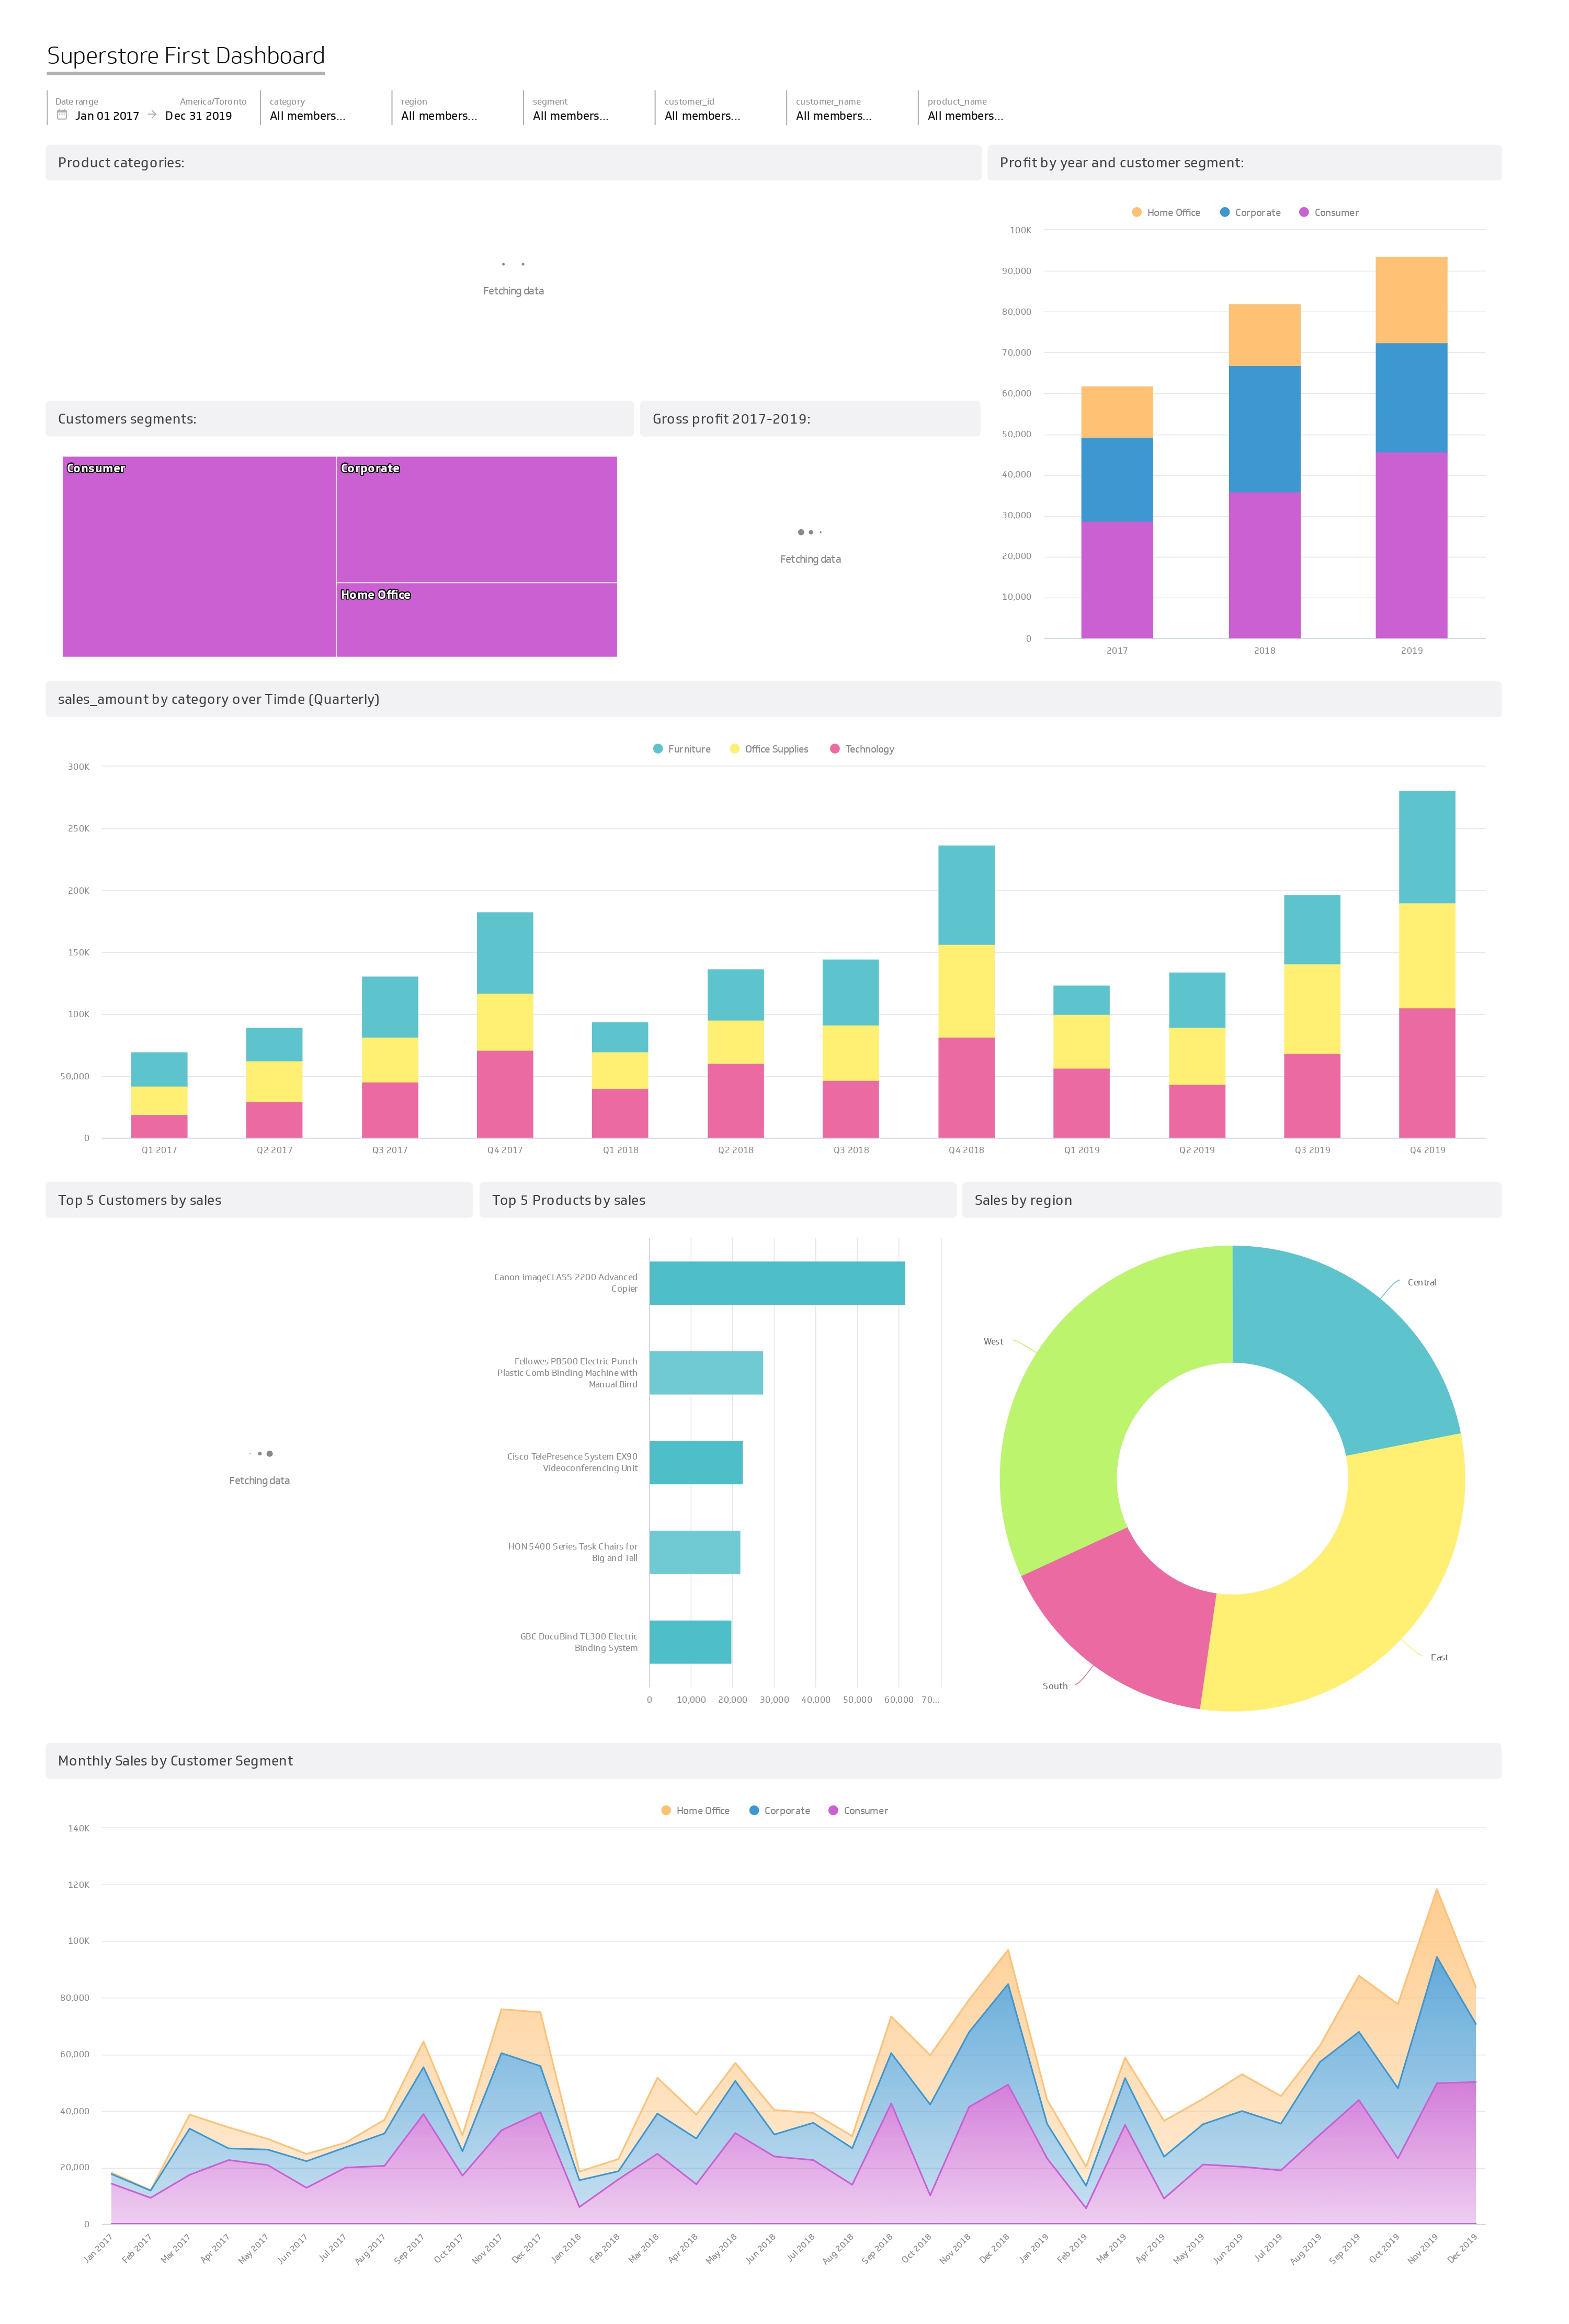 Superstore First Dashboard
Date range America/Toronto
Jan 01 2017 → Dec 31 2019
category
All members...
region
All members...
segment
All members...
customer_id
All members...
customer_name
All members...
product_name
All members...
Product categories:
Fetching data
Profit by year and customer segment:
Home Office Corporate Consumer
100K
90,000
80,000
70,000
60,000
50,000
40,000
30,000
20,000
10,000
0
2017 2018 2019
Customers segments:
Consumer
Corporate
Home Office
Gross profit 2017-2019:
Fetching data
sales_amount by category over Timde (Quarterly)
Furniture Office Supplies Technology
300K
250K
200K
150K
100K
50,000
0
Q1 2017 Q2 2017 Q3 2017 Q4 2017 Q1 2018 Q2 2018 Q3 2018 Q4 2018 Q1 2019 Q2 2019 Q3 2019 Q4 2019
Top 5 Customers by sales
Fetching data
Top 5 Products by sales
Canon imageCLASS 2200 Advanced
Copier
Fellowes PB500 Electric Punch
Plastic Comb Binding Machine with
Manual Bind
Cisco TelePresence System EX90
Videoconferencing Unit
HON 5400 Series Task Chairs for
Big and Tall
GBC DocuBind TL300 Electric
Binding System
0 10,000 20,000 30,000 40,000 50,000 60,000 70...
Sales by region
Central
West
East
South
Monthly Sales by Customer Segment
Home Office Corporate Consumer
140K
120K
100K
80,000
60,000
40,000
20,000
0
Jan 2017 Feb 2017 Mar 2017 Apr 2017 May 2017 Jun 2017 Jul 2017 Aug 2017 Sep 2017 Oct 2017 Nov 2017 Dec 2017 Jan 2018 Feb 2018 Mar 2018 Apr 2018 May 2018 Jun 2018 Jul 2018 Aug 2018 Sep 2018 Oct 2018 Nov 2018 Dec 2018 Jan 2019 Feb 2019 Mar 2019 Apr 2019 May 2019 Jun 2019 Jul 2019 Aug 2019 Sep 2019 Oct 2019 Nov 2019 Dec 2019